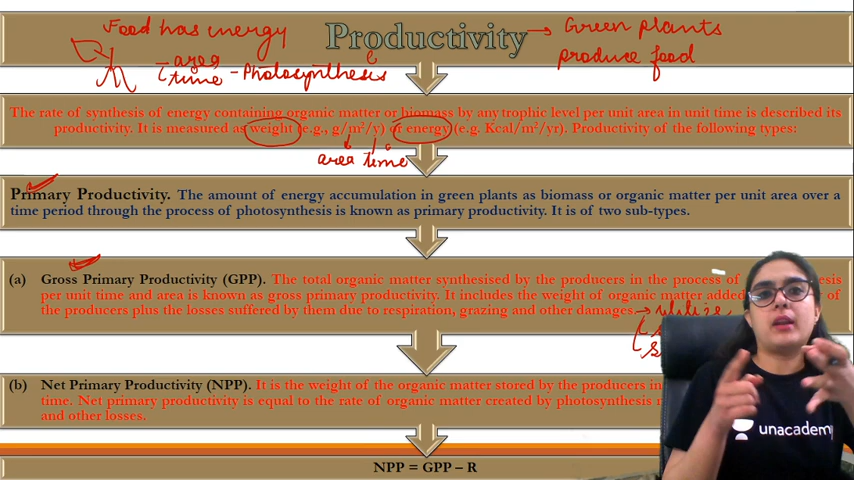 Food has energy
Productivity → Green plants
produce food
area
time - Photosynthesis
The rate of synthesis of energy containing organic matter or biomass by any trophic level per unit area in unit time is described its
productivity. It is measured as weight (e.g., g/m²/y) or energy (e.g. Kcal/m²/yr). Productivity of the following types:
area time
Primary Productivity. The amount of energy accumulation in green plants as biomass or organic matter per unit area over a
time period through the process of photosynthesis is known as primary productivity. It is of two sub-types.
(a) Gross Primary Productivity (GPP). The total organic matter synthesised by the producers in the process of
per unit time and area is known as gross primary productivity. It includes the weight of organic matter added of
the producers plus the losses suffered by them due to respiration, grazing and other damages. → utilize
(b) Net Primary Productivity (NPP). It is the weight of the organic matter stored by the producers in
time. Net primary productivity is equal to the rate of organic matter created by photosynthesis
and other losses.
NPP = GPP – R
unacademy